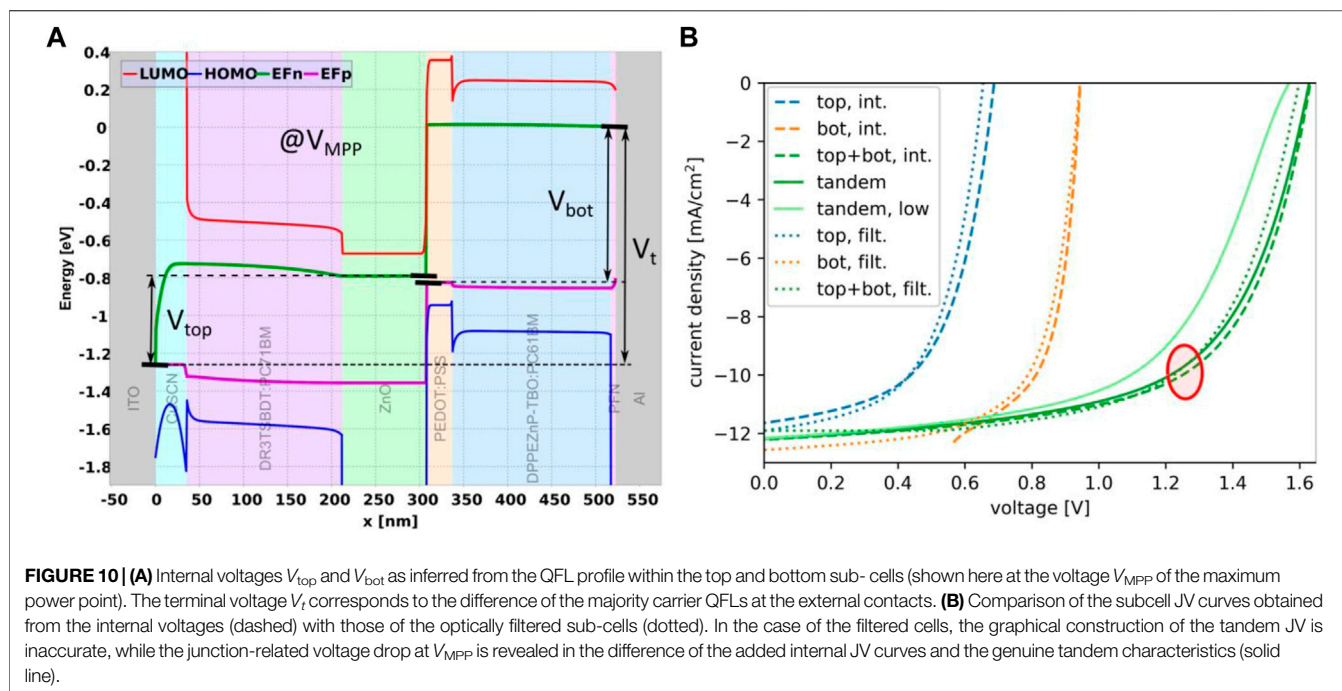 A
0.4
LUMO HOMO EFn EFp
0.2
0
-0.2
-0.4
-0.6
-0.8
-1
-1.2
-1.4
-1.6
-1.8
Energy [eV]
@VMPP
Vbot
Vt
Vtop
ITO
CuSCN
DR3TSBDT:PC71BM
ZnO
PEDOT:PSS
DPPEZnP-TBO:PC61BM
PFN
Al
-50 0 50 100 150 200 250 300 350 400 450 500 550
x [nm]
B
0
−2
−4
−6
−8
−10
−12
current density [mA/cm²]
top, int.
bot, int.
top+bot, int.
tandem
tandem, low
top, filt.
bot, filt.
top+bot, filt.
0.0 0.2 0.4 0.6 0.8 1.0 1.2 1.4 1.6
voltage [V]
FIGURE 10 | (A) Internal voltages Vtop and Vbot as inferred from the QFL profile within the top and bottom sub- cells (shown here at the voltage VMPP of the maximum
power point). The terminal voltage Vt corresponds to the difference of the majority carrier QFLs at the external contacts. (B) Comparison of the subcell JV curves obtained
from the internal voltages (dashed) with those of the optically filtered sub-cells (dotted). In the case of the filtered cells, the graphical construction of the tandem JV is
inaccurate, while the junction-related voltage drop at VMPP is revealed in the difference of the added internal JV curves and the genuine tandem characteristics (solid
line).